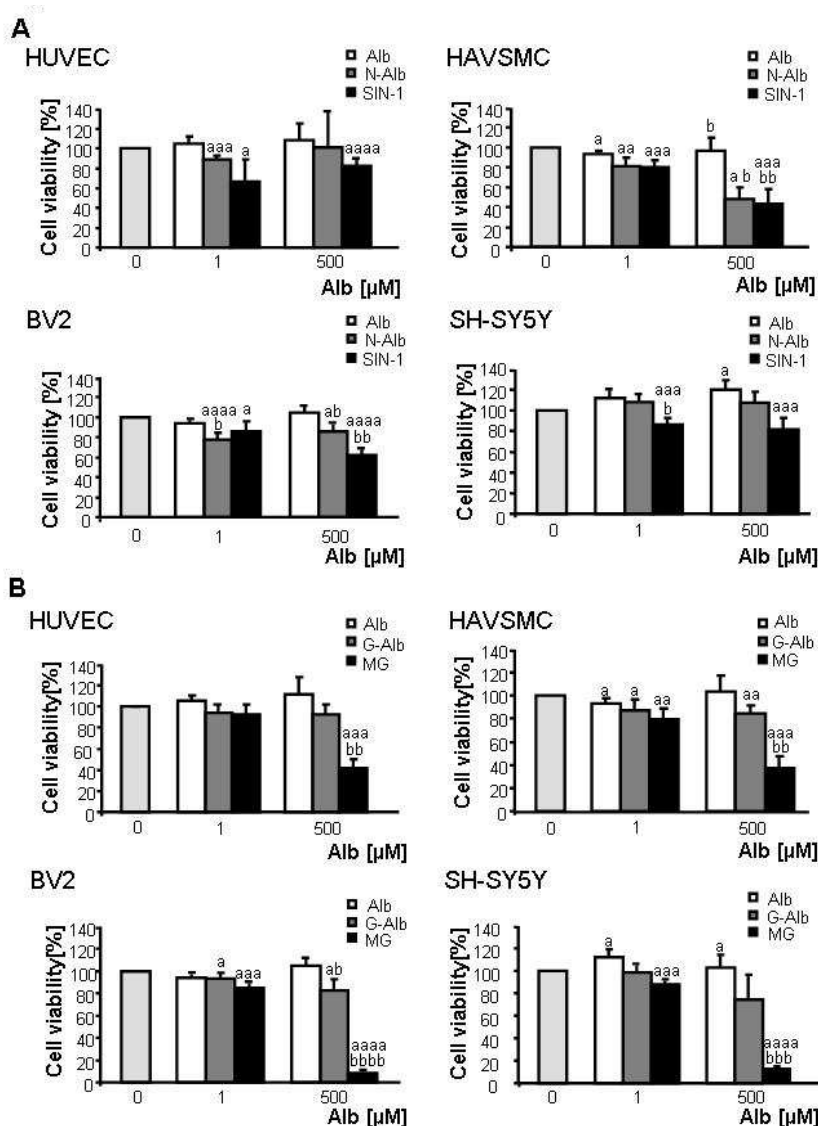 A
HUVEC
Alb
N-Alb
SIN-1
Cell viability [%]
140
120
100
80
60
40
20
0
aaa a
aaaa
0 1 500
Alb [µM]
HAVSMC
Alb
N-Alb
SIN-1
Cell viability [%]
140
120
100
80
60
40
20
0
b
a aa aaa
aaa
a b bb
0 1 500
Alb [µM]
BV2
Alb
N-Alb
SIN-1
Cell viability [%]
140
120
100
80
60
40
20
0
aaaa a
b
ab aaaa
bb
0 1 500
Alb [µM]
SH-SY5Y
Alb
N-Alb
SIN-1
Cell viability [%]
140
120
100
80
60
40
20
0
aaa
b
a
aaa
0 1 500
Alb [µM]
B
HUVEC
Alb
G-Alb
MG
Cell viability[%]
140
120
100
80
60
40
20
0
aaa
bb
0 1 500
Alb [µM]
HAVSMC
Alb
G-Alb
MG
Cell viability[%]
140
120
100
80
60
40
20
0
a a aa
aa
aaa
bb
0 1 500
Alb [µM]
BV2
Alb
G-Alb
MG
Cell viability[%]
140
120
100
80
60
40
20
0
a aaa
ab
aaaa
bbbb
0 1 500
Alb [µM]
SH-SY5Y
Alb
G-Alb
MG
Cell viability[%]
140
120
100
80
60
40
20
0
a
aaa
a
aaaa
bbb
0 1 500
Alb [µM]